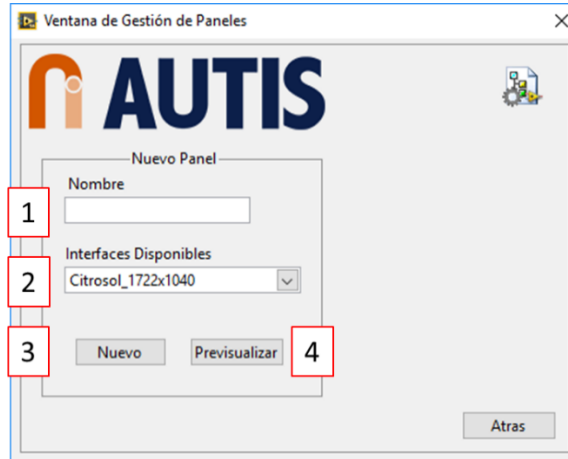 Ventana de Gestión de Paneles
AUTIS
Nuevo Panel
Nombre
1
Interfaces Disponibles
2
Citrosol_1722x1040
3
Nuevo
Previsualizar
4
Atras